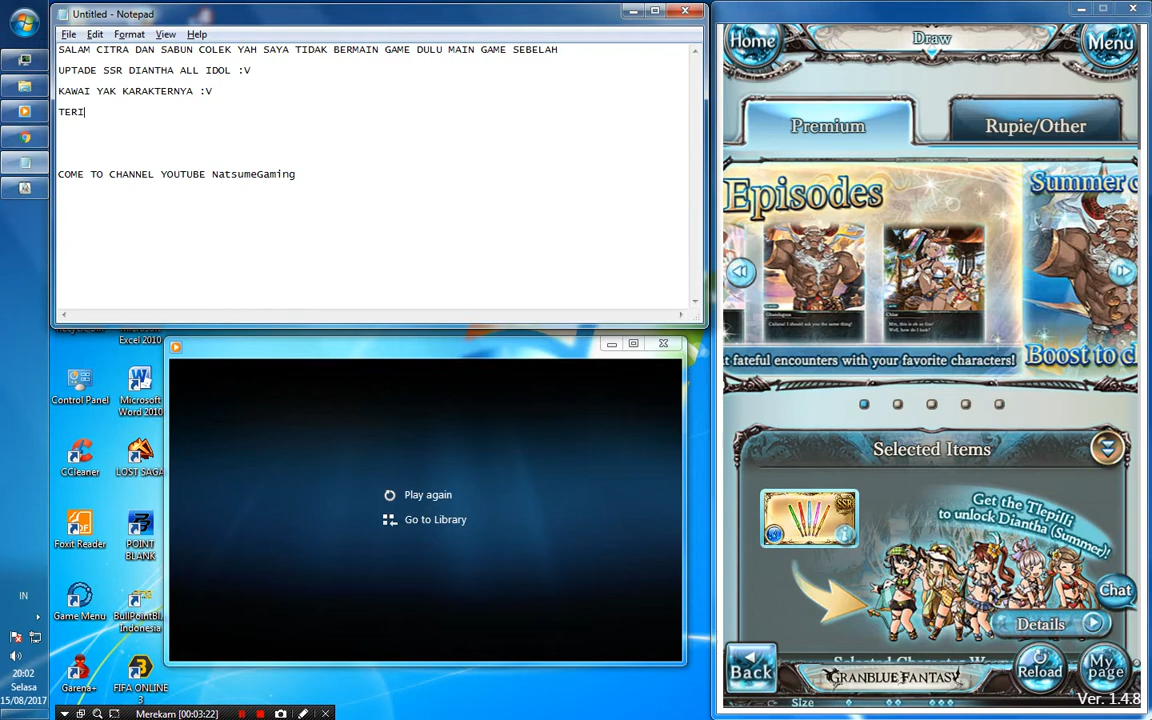 Untitled - Notepad
File Edit Format View Help
SALAM CITRA DAN SABUN COLEK YAH SAYA TIDAK BERMAIN GAME DULU MAIN GAME SEBELAH
UPTADE SSR DIANTHA ALL IDOL :V
KAWAI YAK KARAKTERNYA :V
TERI
COME TO CHANNEL YOUTUBE NatsumeGaming
Excel 2010
Control Panel
Microsoft Word 2010
CCleaner
LOST SAGA
Foxit Reader
POINT BLANK
Game Menu
Indonesia
Garena+
FIFA ONLINE 3
Play again
Go to Library
IN
20:02
Selasa
15/08/2017
Merekam [00:03:22]
Home
Draw
Menu
Premium
Rupie/Other
Episodes
Summer
t fateful encounters with your favorite characters!
Boost to
Selected Items
SSR
Get the Tlepilli
to unlock Diantha (Summer)!
Chat
Details
Back
GRANBLUE FANTASY
Reload
My page
Size
Ver. 1.4.8